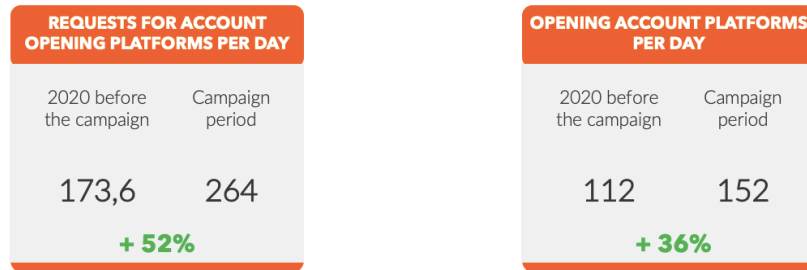 REQUESTS FOR ACCOUNT
OPENING PLATFORMS PER DAY
2020 before
the campaign
Campaign
period
173,6
264
+ 52%
OPENING ACCOUNT PLATFORMS
PER DAY
2020 before
the campaign
Campaign
period
112
152
+ 36%